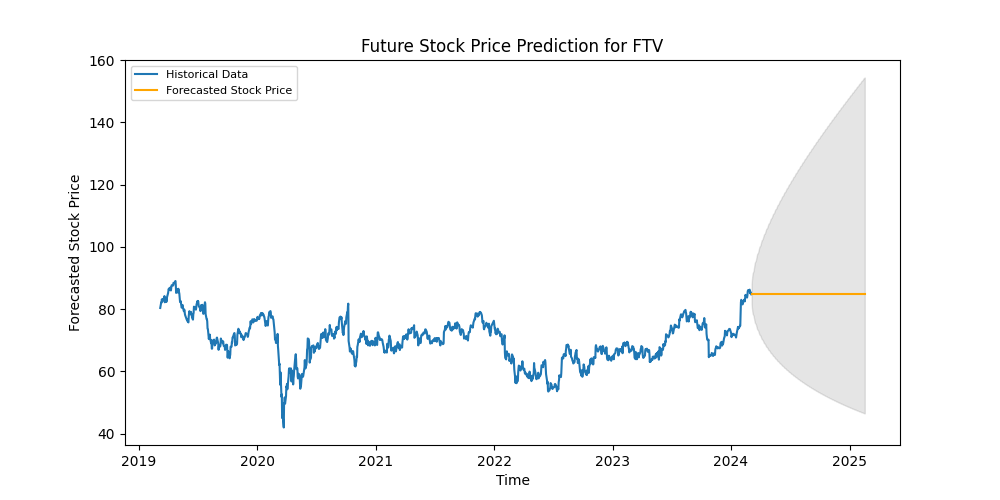 Future Stock Price Prediction for FTV
Historical Data
Forecasted Stock Price
Forecasted Stock Price
160
140
120
100
80
60
40
2019
2020
2021
2022
2023
2024
2025
Time